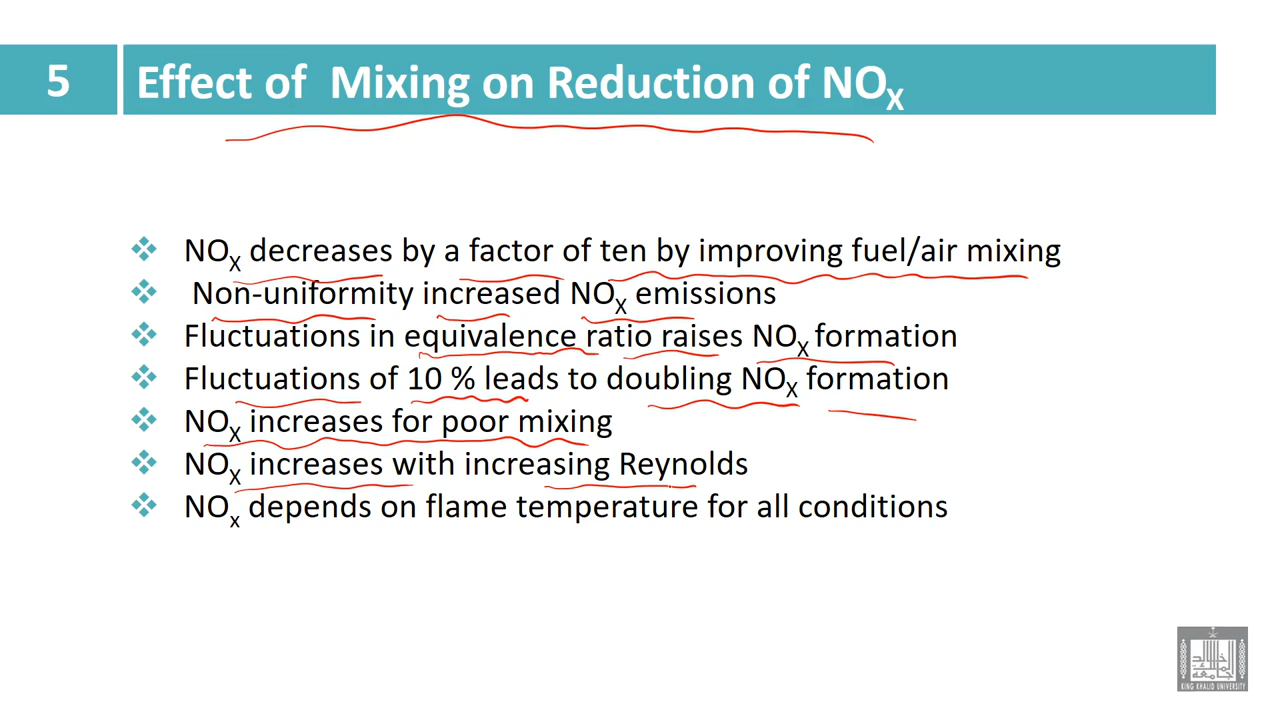 5
Effect of Mixing on Reduction of NOX
❖ NOX decreases by a factor of ten by improving fuel/air mixing
❖ Non-uniformity increased NOX emissions
❖ Fluctuations in equivalence ratio raises NOX formation
❖ Fluctuations of 10 % leads to doubling NOX formation
❖ NOX increases for poor mixing
❖ NOX increases with increasing Reynolds
❖ NOx depends on flame temperature for all conditions
KING KHALID UNIVERSITY